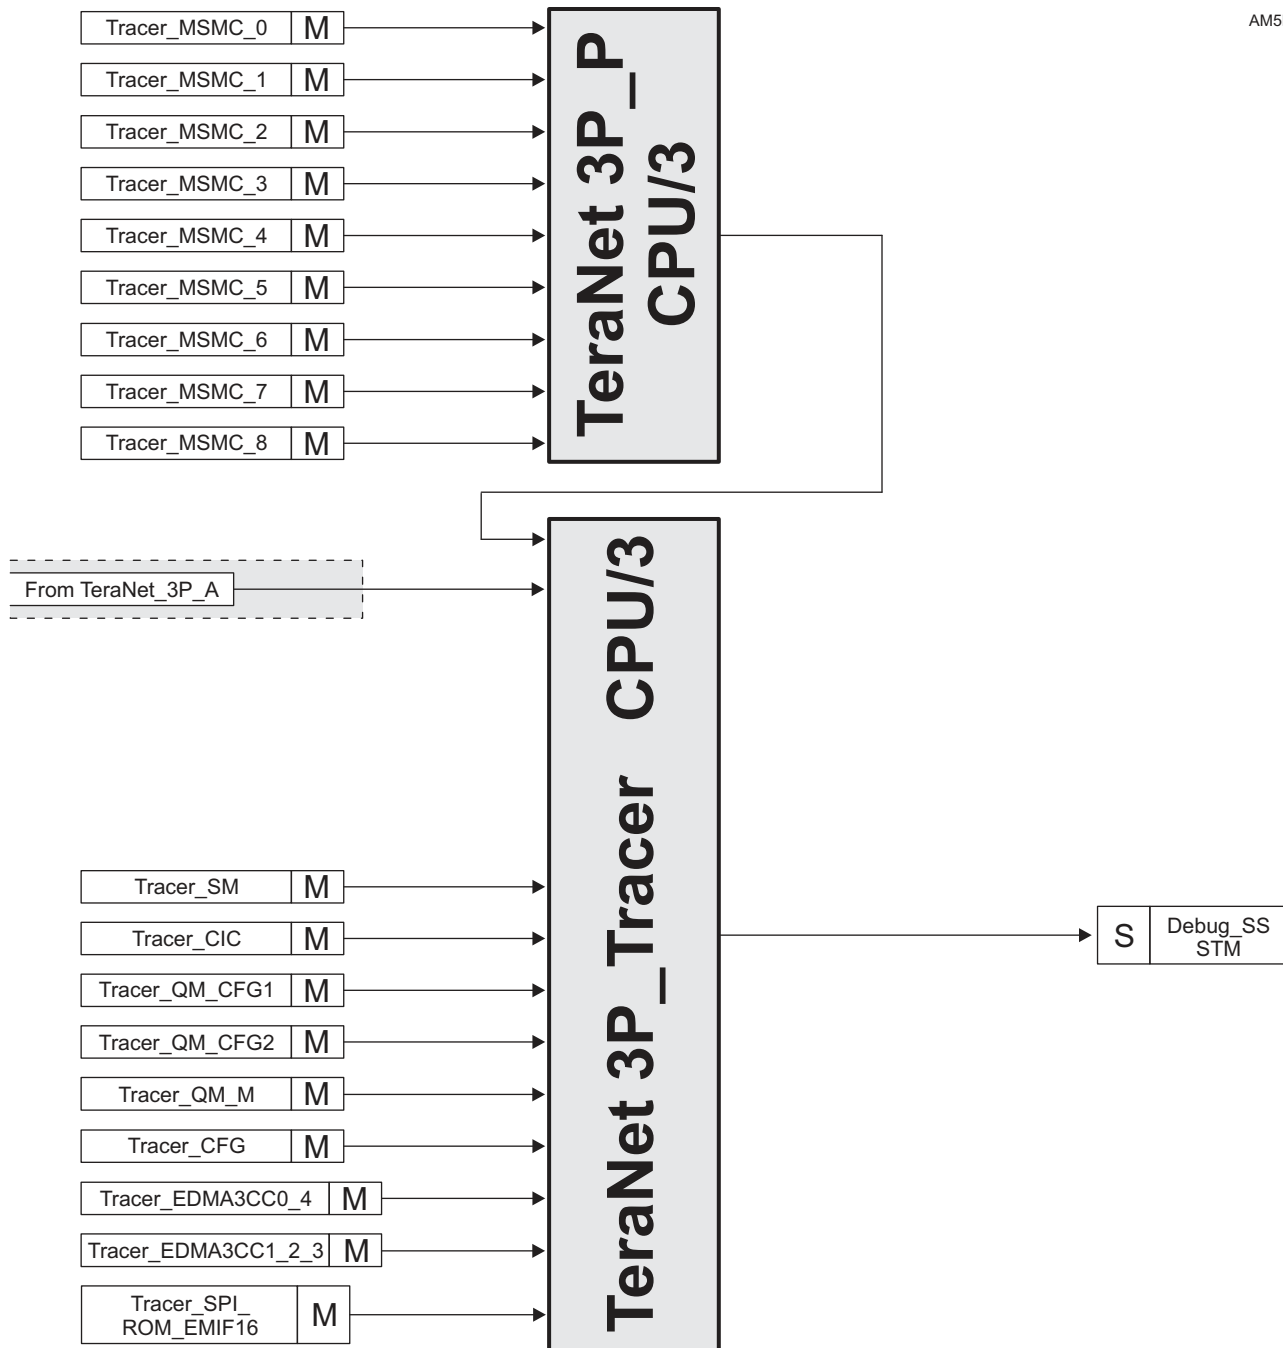 AM5
Tracer_MSMC_0 M
Tracer_MSMC_1 M
Tracer_MSMC_2 M
Tracer_MSMC_3 M
Tracer_MSMC_4 M
Tracer_MSMC_5 M
Tracer_MSMC_6 M
Tracer_MSMC_7 M
Tracer_MSMC_8 M
TeraNet 3P_P
CPU/3
From TeraNet_3P_A
TeraNet 3P_Tracer CPU/3
Tracer_SM M
Tracer_CIC M
Tracer_QM_CFG1 M
Tracer_QM_CFG2 M
Tracer_QM_M M
Tracer_CFG M
Tracer_EDMA3CC0_4 M
Tracer_EDMA3CC1_2_3 M
Tracer_SPI_
ROM_EMIF16 M
S Debug_SS
STM